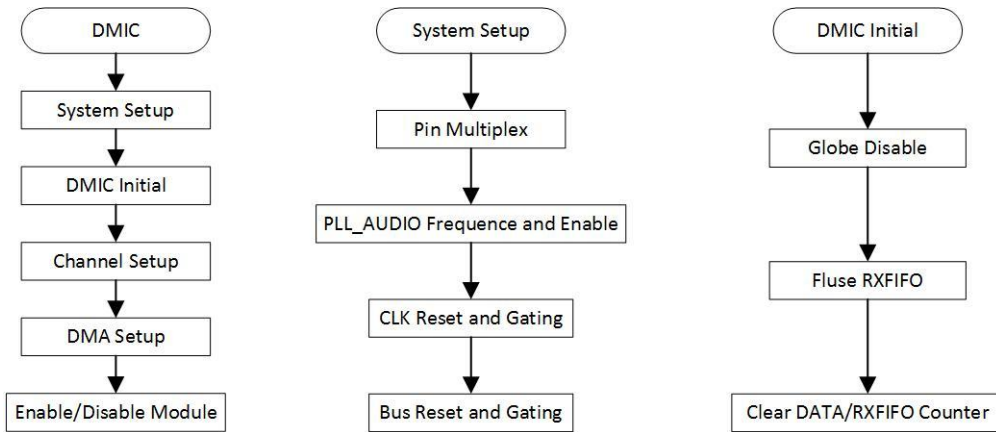 DMIC
System Setup
DMIC Initial
Channel Setup
DMA Setup
Enable/Disable Module
System Setup
Pin Multiplex
PLL_AUDIO Frequence and Enable
CLK Reset and Gating
Bus Reset and Gating
DMIC Initial
Globe Disable
Fluse RXFIFO
Clear DATA/RXFIFO Counter